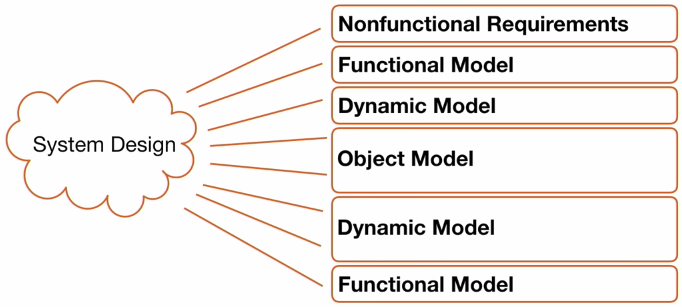 Nonfunctional Requirements
Functional Model
Dynamic Model
System Design
Object Model
Dynamic Model
Functional Model